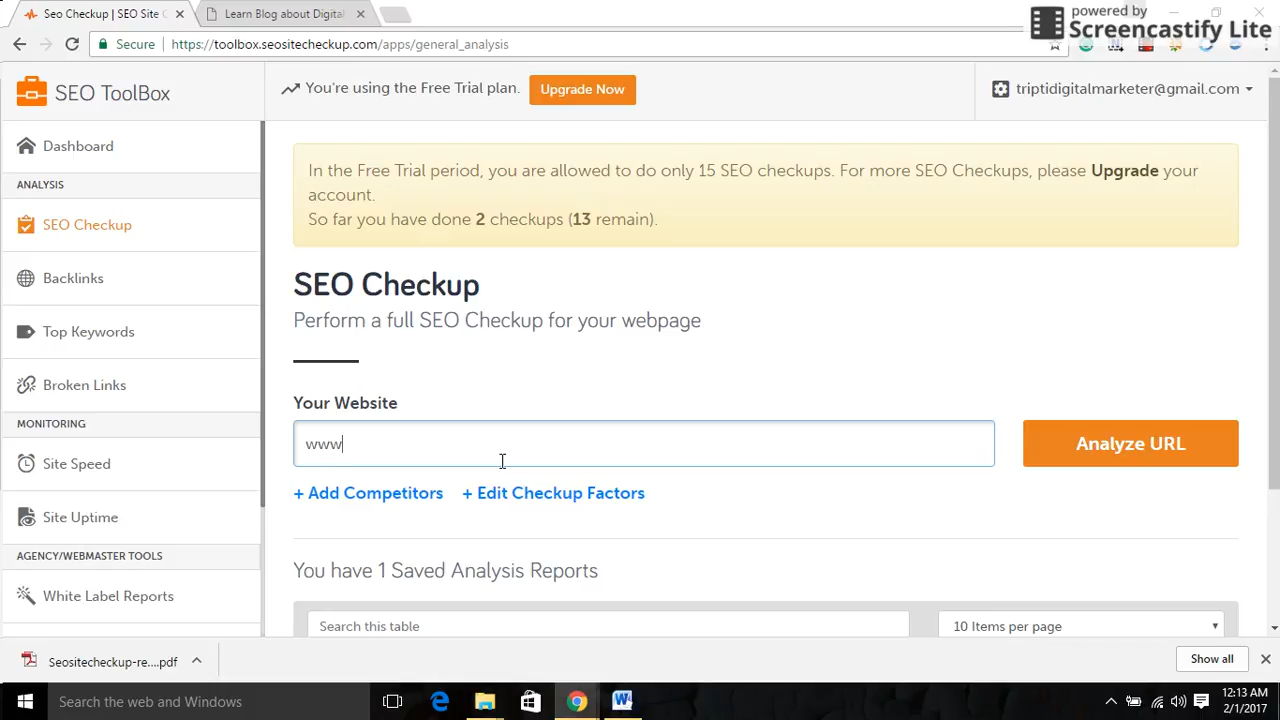 Seo Checkup | SEO Site C
Learn Blog about Digital
powered by
Screencastify Lite
Secure
https://toolbox.seositecheckup.com/apps/general_analysis
SEO ToolBox
You're using the Free Trial plan.
Upgrade Now
triptidigitalmarketer@gmail.com
Dashboard
ANALYSIS
SEO Checkup
Backlinks
Top Keywords
Broken Links
MONITORING
Site Speed
Site Uptime
AGENCY/WEBMASTER TOOLS
White Label Reports
In the Free Trial period, you are allowed to do only 15 SEO checkups. For more SEO Checkups, please Upgrade your
account.
So far you have done 2 checkups (13 remain).
SEO Checkup
Perform a full SEO Checkup for your webpage
Your Website
www
Analyze URL
+ Add Competitors
+ Edit Checkup Factors
You have 1 Saved Analysis Reports
Search this table
10 Items per page
Seositecheckup-re....pdf
Show all
Search the web and Windows
12:13 AM
2/1/2017